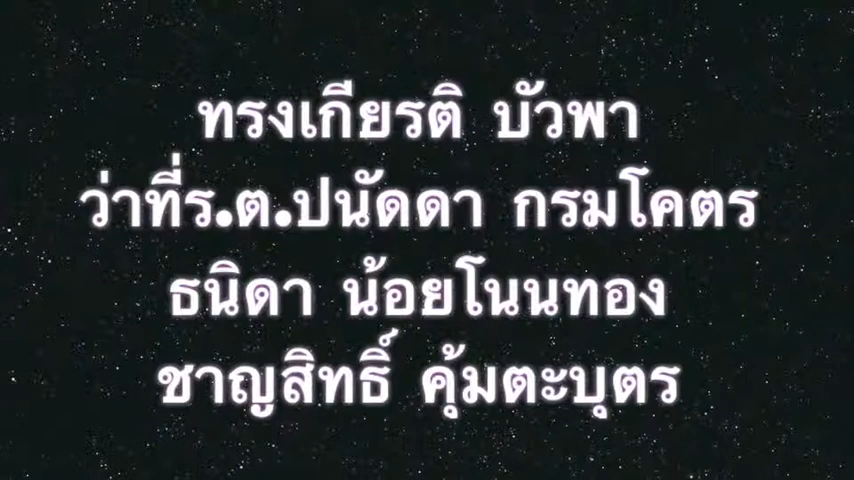 ทรงเกียรติ บัวพา
ว่าที่ร.ต.ปนัดดา กรมโคตร
ธนิดา น้อยโนนทอง
ชาญสิทธิ์ คุ้มตะบุตร